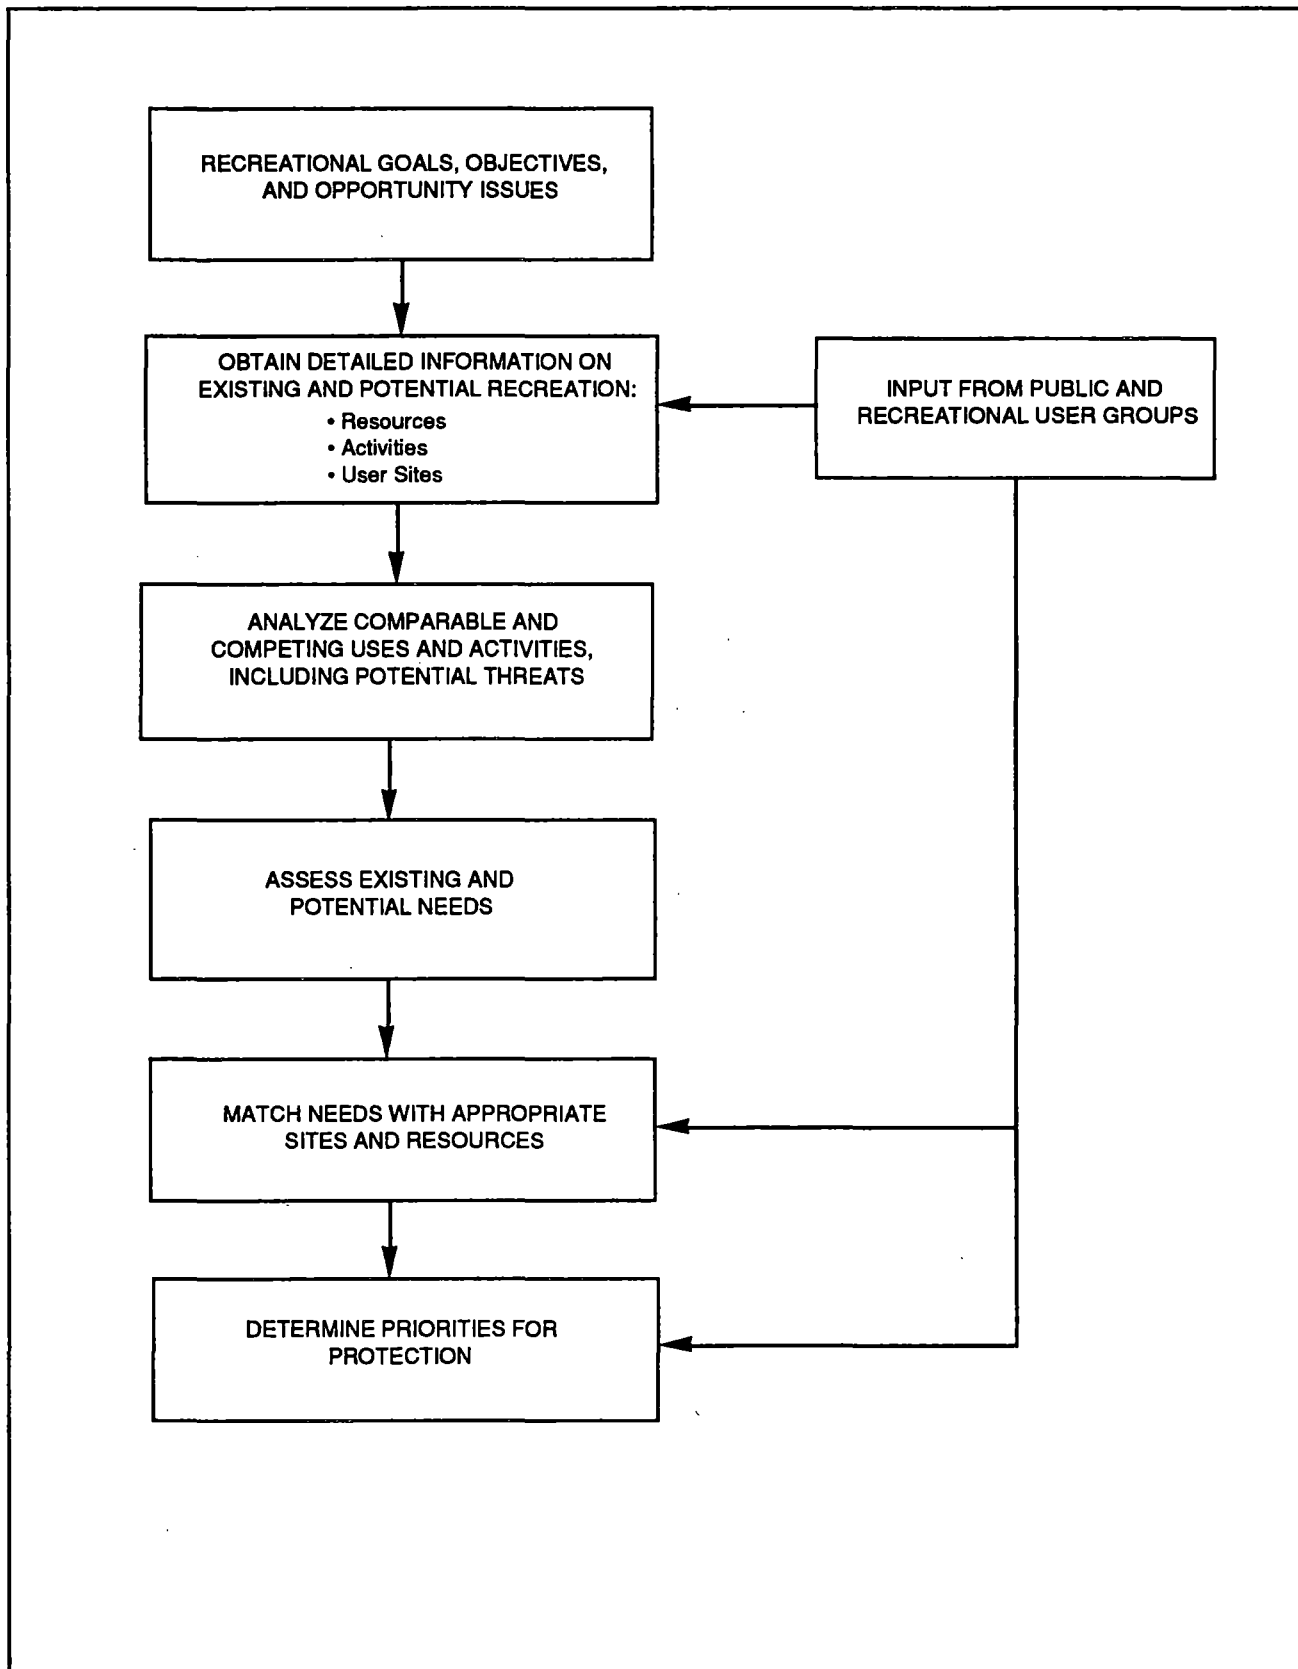 RECREATIONAL GOALS, OBJECTIVES,
AND OPPORTUNITY ISSUES
OBTAIN DETAILED INFORMATION ON
EXISTING AND POTENTIAL RECREATION:
• Resources
• Activities
• User Sites
INPUT FROM PUBLIC AND
RECREATIONAL USER GROUPS
ANALYZE COMPARABLE AND
COMPETING USES AND ACTIVITIES,
INCLUDING POTENTIAL THREATS
ASSESS EXISTING AND
POTENTIAL NEEDS
MATCH NEEDS WITH APPROPRIATE
SITES AND RESOURCES
DETERMINE PRIORITIES FOR
PROTECTION